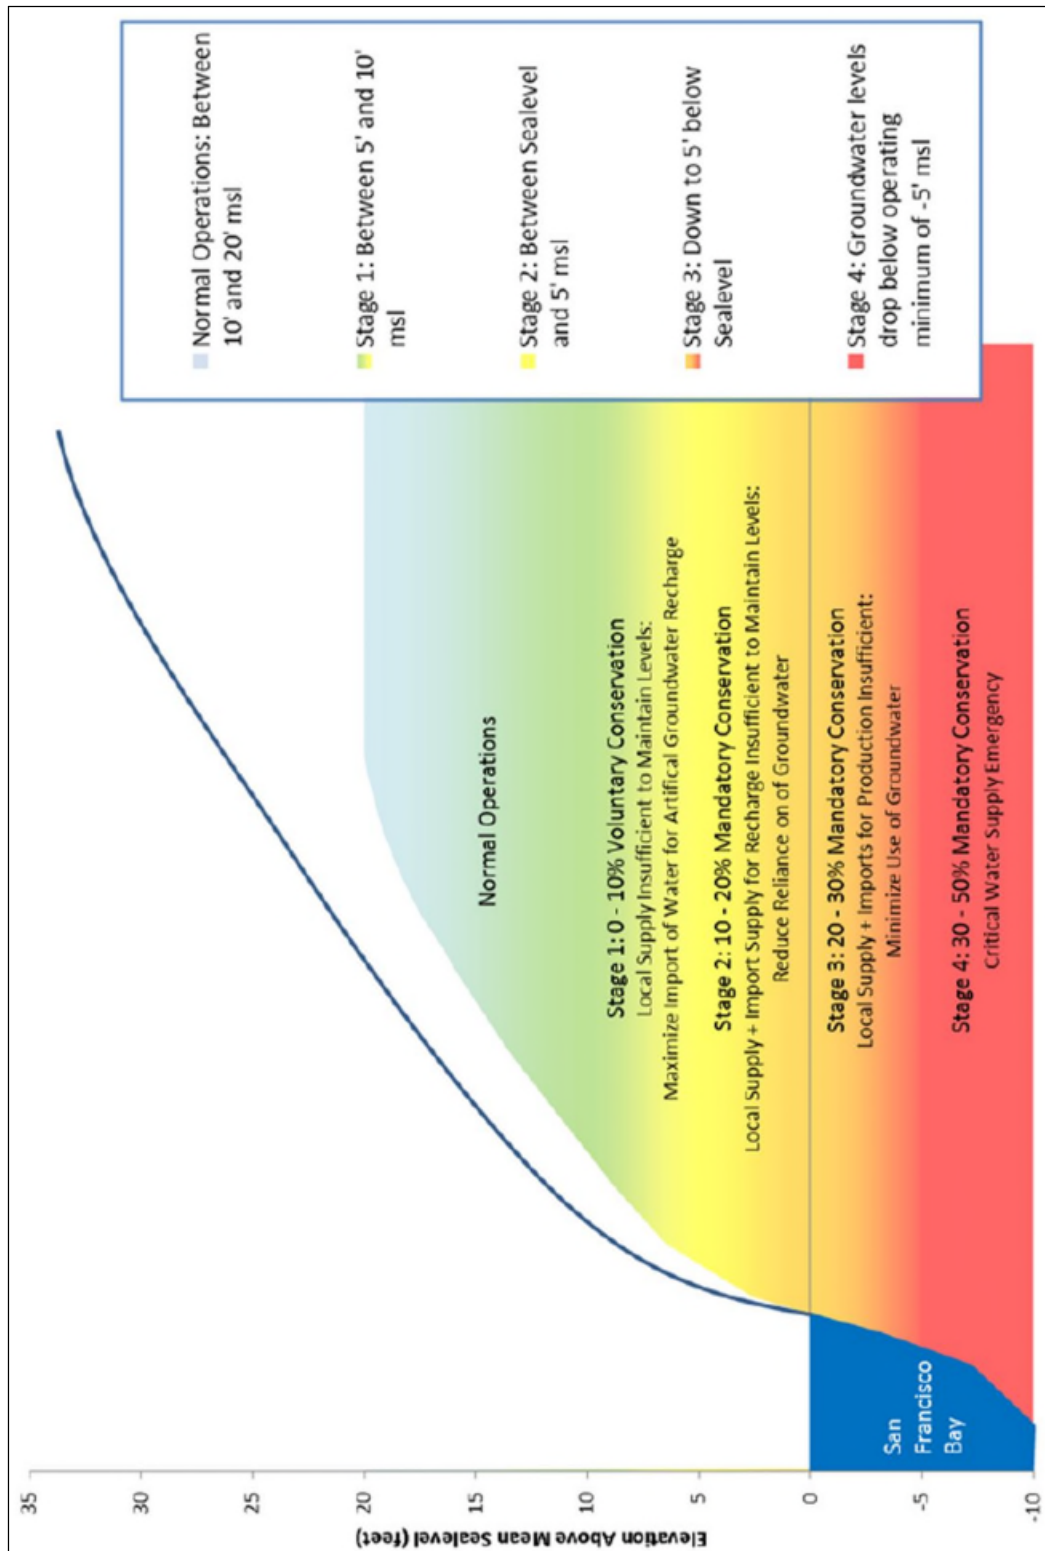 Elevation Above Mean Sealevel (feet)
35
30
25
20
15
10
5
0
-5
-10
San
Francisco
Bay
Normal Operations
Stage 1: 0 - 10% Voluntary Conservation
Local Supply Insufficient to Maintain Levels:
Maximize Import of Water for Artifical Groundwater Recharge
Stage 2: 10 - 20% Mandatory Conservation
Local Supply + Import Supply for Recharge Insufficient to Maintain Levels:
Reduce Reliance on of Groundwater
Stage 3: 20 - 30% Mandatory Conservation
Local Supply + Imports for Production Insufficient:
Minimize Use of Groundwater
Stage 4: 30 - 50% Mandatory Conservation
Critical Water Supply Emergency
Normal Operations: Between
10' and 20' msl
Stage 1: Between 5' and 10'
msl
Stage 2: Between Sealevel
and 5' msl
Stage 3: Down to 5' below
Sealevel
Stage 4: Groundwater levels
drop below operating
minimum of -5' msl